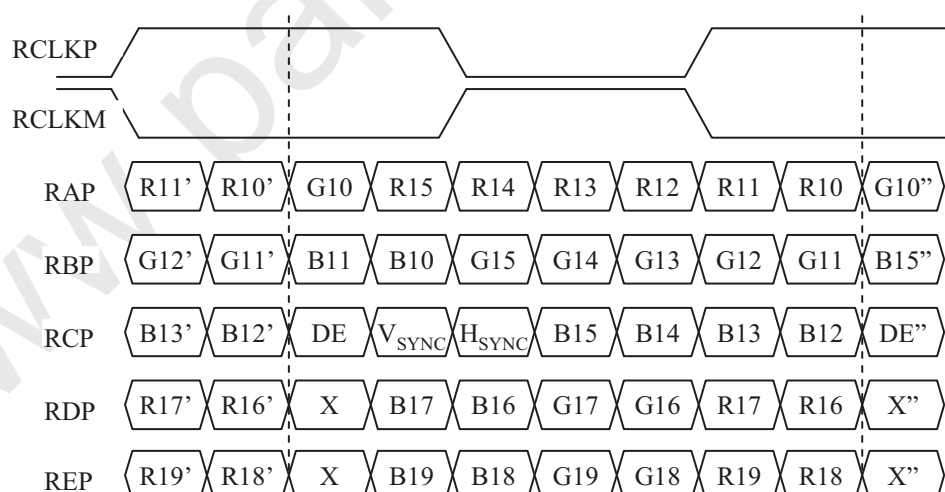 RCLKP
RCLKM
RAP R11’ R10’ G10 R15 R14 R13 R12 R11 R10 G10”
RBP G12’ G11’ B11 B10 G15 G14 G13 G12 G11 B15”
RCP B13’ B12’ DE VSYNC HSYNC B15 B14 B13 B12 DE”
RDP R17’ R16’ X B17 B16 G17 G16 R17 R16 X”
REP R19’ R18’ X B19 B18 G19 G18 R19 R18 X”